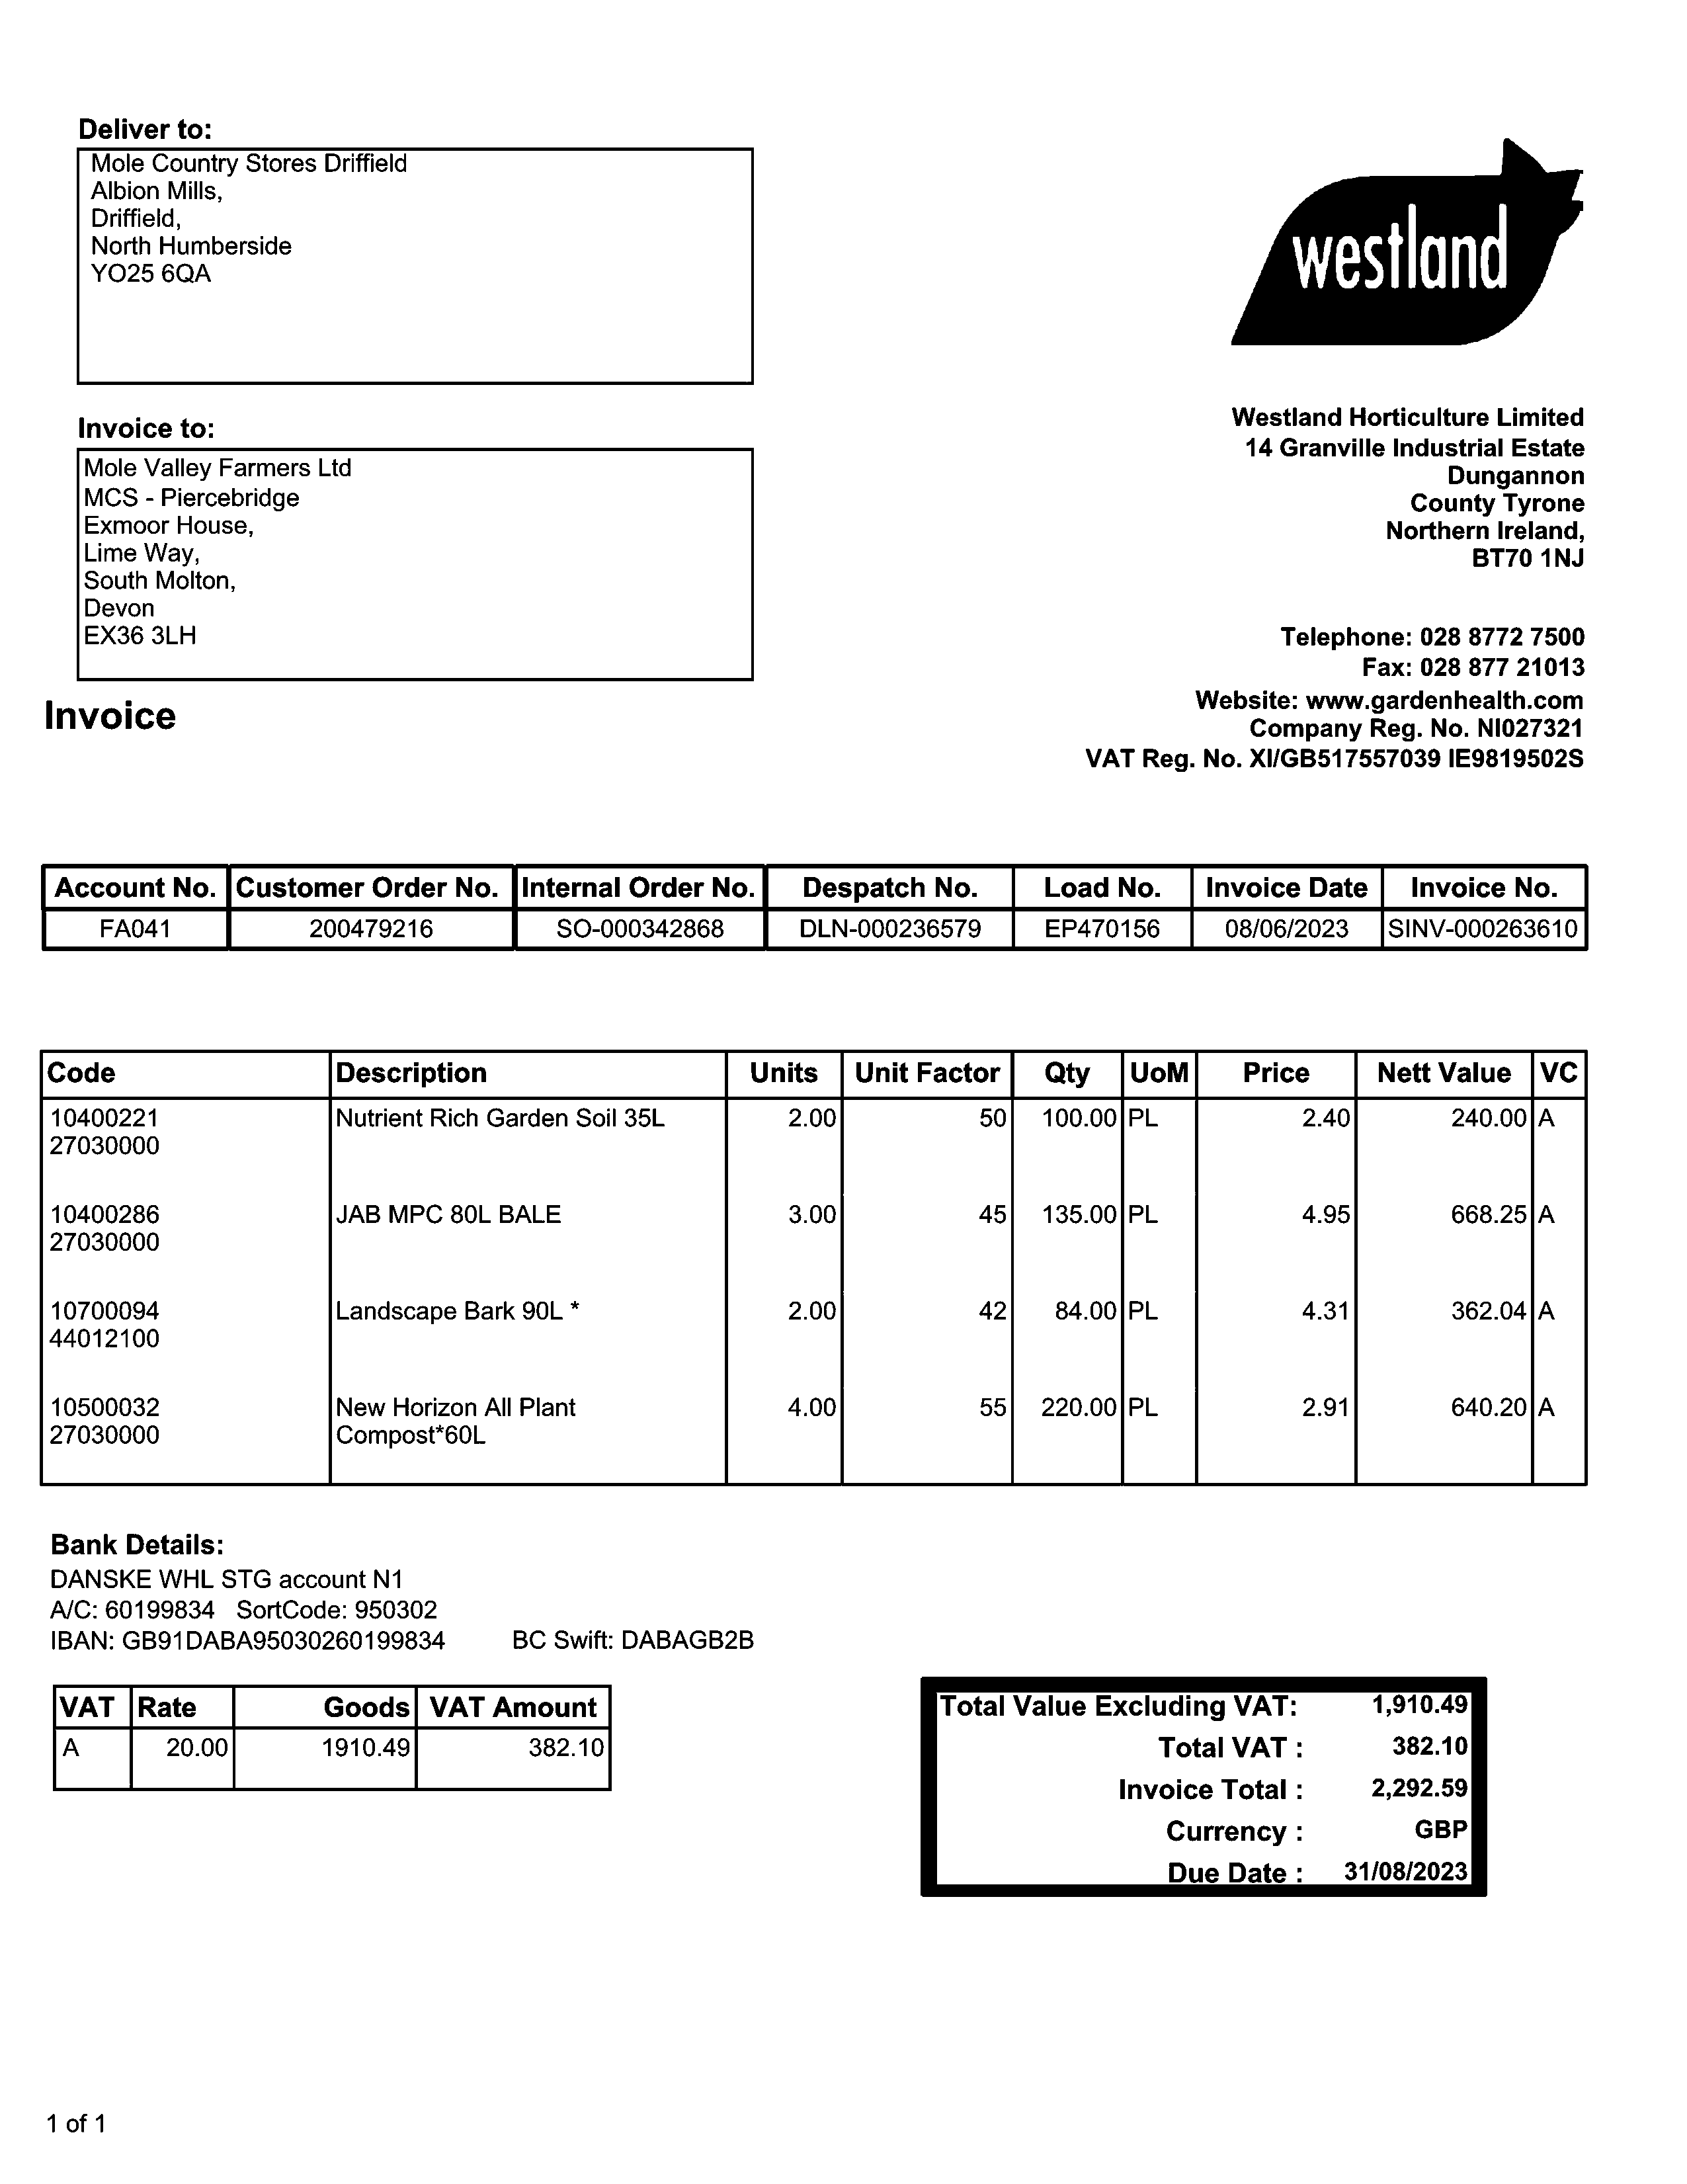 Deliver to:
Mole Country Stores Driffield
Albion Mills,
Driffield,
North Humberside
YO25 6QA
westland
Invoice to:
Mole Valley Farmers Ltd
MCS - Piercebridge
Exmoor House,
Lime Way,
South Molton,
Devon
EX36 3LH
Westland Horticulture Limited
14 Granville Industrial Estate
Dungannon
County Tyrone
Northern Ireland,
BT70 1NJ
Telephone: 028 8772 7500
Fax: 028 877 21013
Website: www.gardenhealth.com
Company Reg. No. NI027321
VAT Reg. No. XI/GB517557039 IE9819502S
Invoice
Account No. Customer Order No. Internal Order No. Despatch No. Load No. Invoice Date Invoice No.
FA041 200479216 SO-000342868 DLN-000236579 EP470156 08/06/2023 SINV-000263610
Code Description Units Unit Factor Qty UoM Price Nett Value VC
10400221 Nutrient Rich Garden Soil 35L 2.00 50 100.00 PL 2.40 240.00 A
27030000
10400286 JAB MPC 80L BALE 3.00 45 135.00 PL 4.95 668.25 A
27030000
10700094 Landscape Bark 90L * 2.00 42 84.00 PL 4.31 362.04 A
44012100
10500032 New Horizon All Plant 4.00 55 220.00 PL 2.91 640.20 A
27030000 Compost*60L
Bank Details:
DANSKE WHL STG account N1
A/C: 60199834 SortCode: 950302
IBAN: GB91DABA95030260199834 BC Swift: DABAGB2B
VAT Rate Goods VAT Amount
A 20.00 1910.49 382.10
Total Value Excluding VAT: 1,910.49
Total VAT : 382.10
Invoice Total : 2,292.59
Currency : GBP
Due Date : 31/08/2023
1 of 1